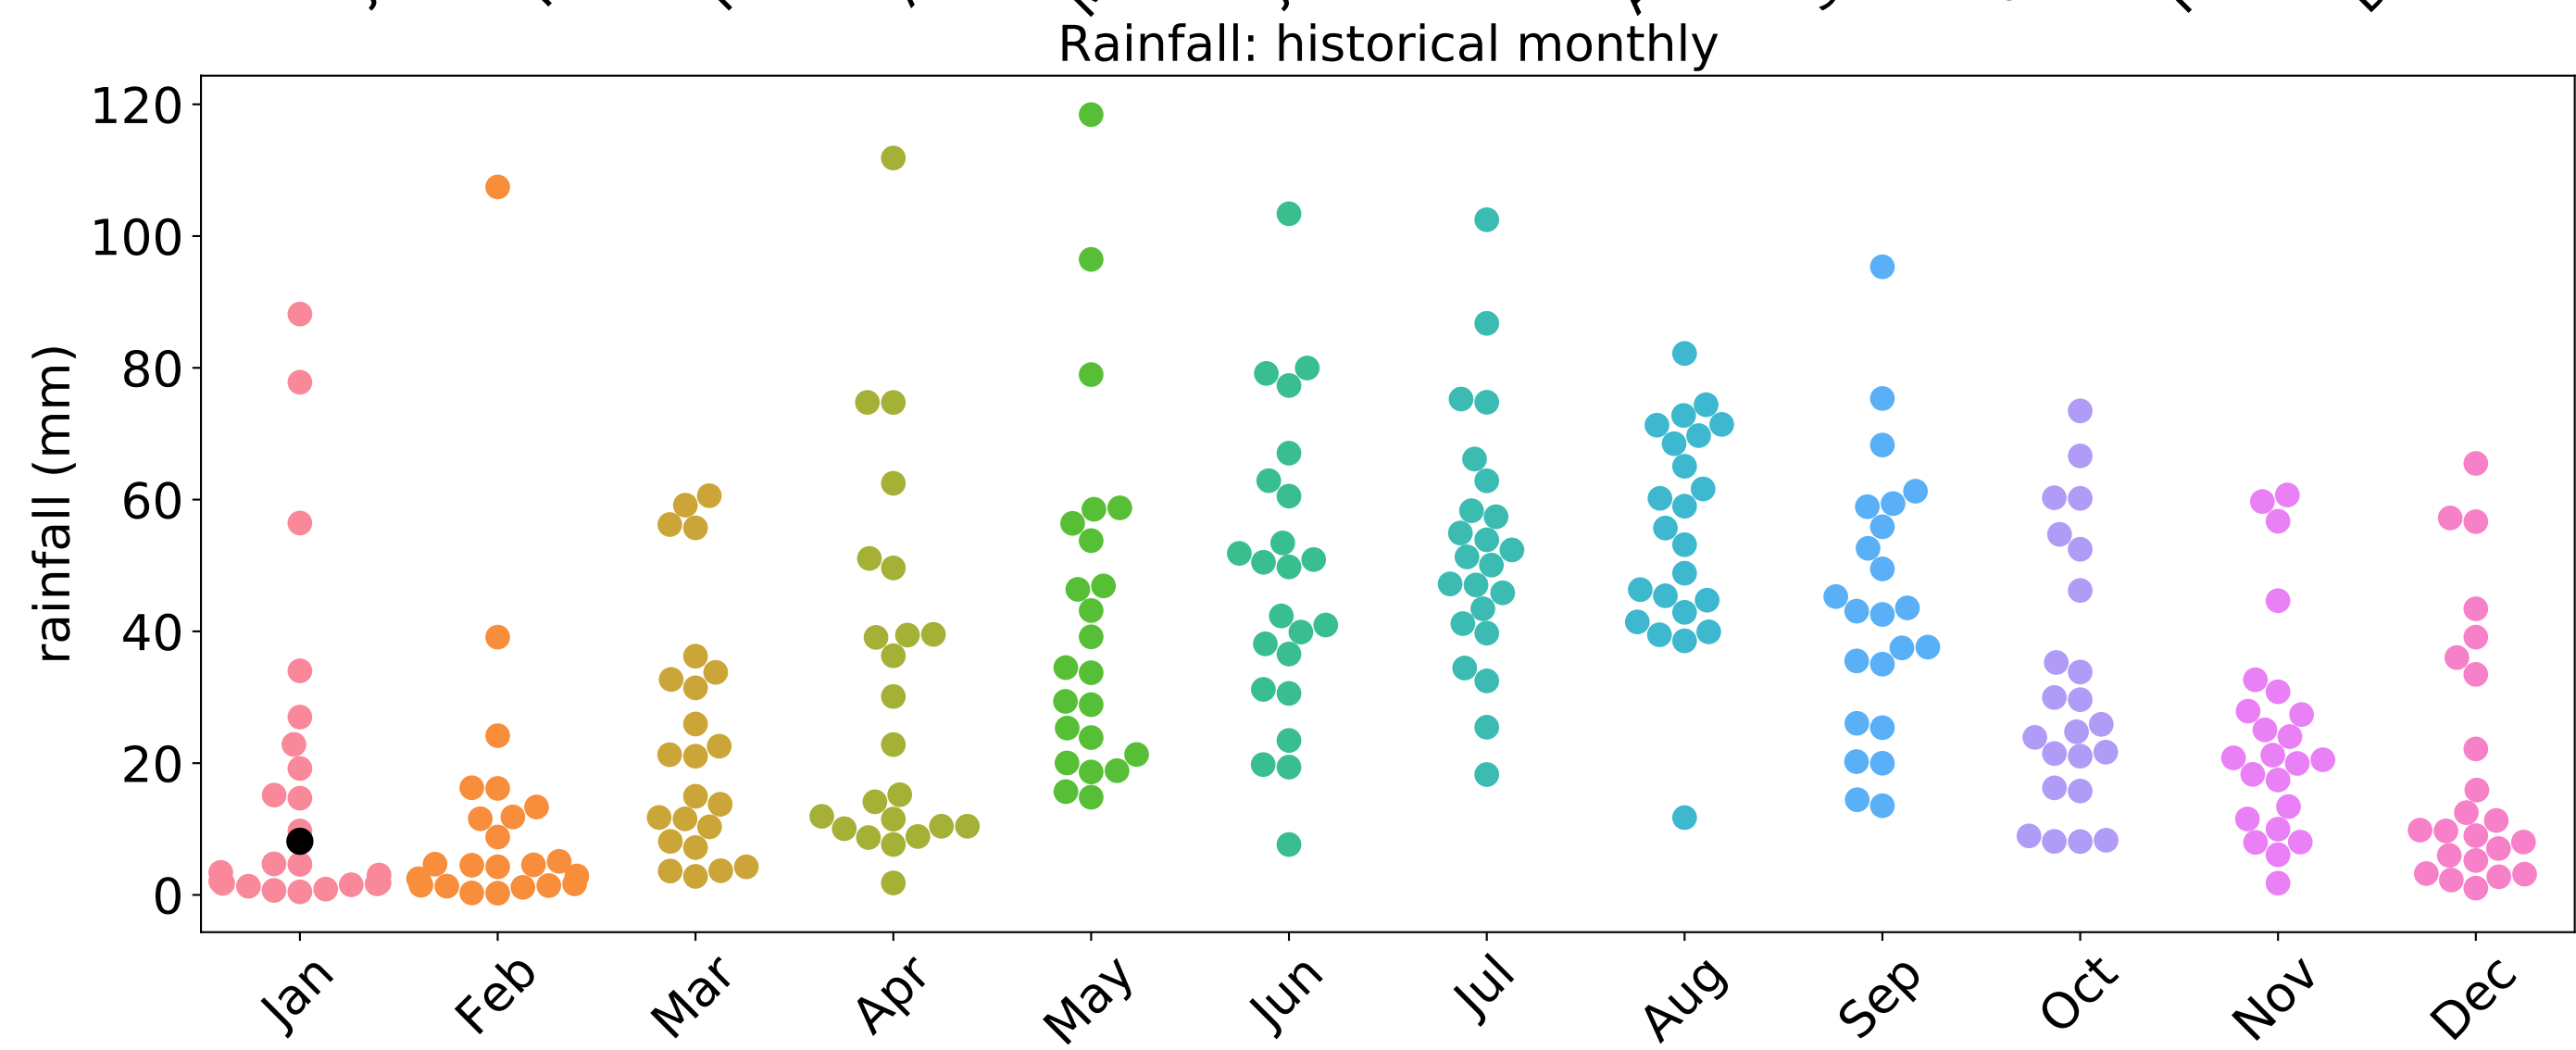 Rainfall: historical monthly
120
100
80
60
40
20
0
rainfall (mm)
Jan
Feb
Mar
Apr
May
Jun
Jul
Aug
Sep
Oct
Nov
Dec